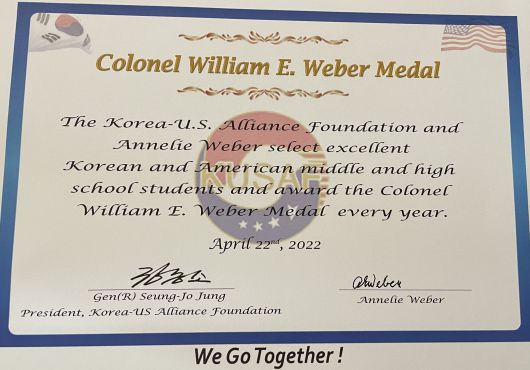 Colonel William E. Weber Medal
The Korea-U.S. Alliance Foundation and
Annelie Weber select excellent
Korean and American middle and high
school students and award the Colonel
William E. Weber Medal every year.
KUSAF
April 22nd, 2022
Gen(R) Seung-Jo Jung
President, Korea-US Alliance Foundation
Annelie Weber
We Go Together !